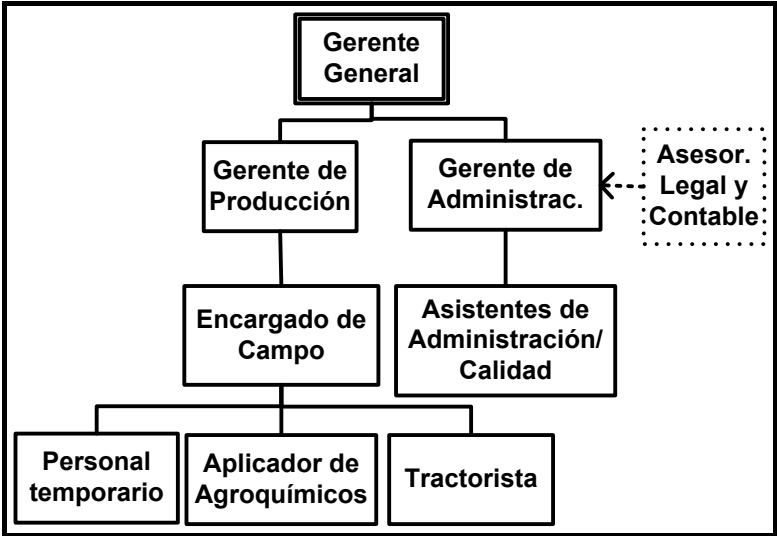 Gerente
General
Gerente de
Producción
Gerente de
Administrac.
Asesor.
Legal y
Contable
Encargado de
Campo
Asistentes de
Administración/
Calidad
Personal
temporario
Aplicador de
Agroquímicos
Tractorista